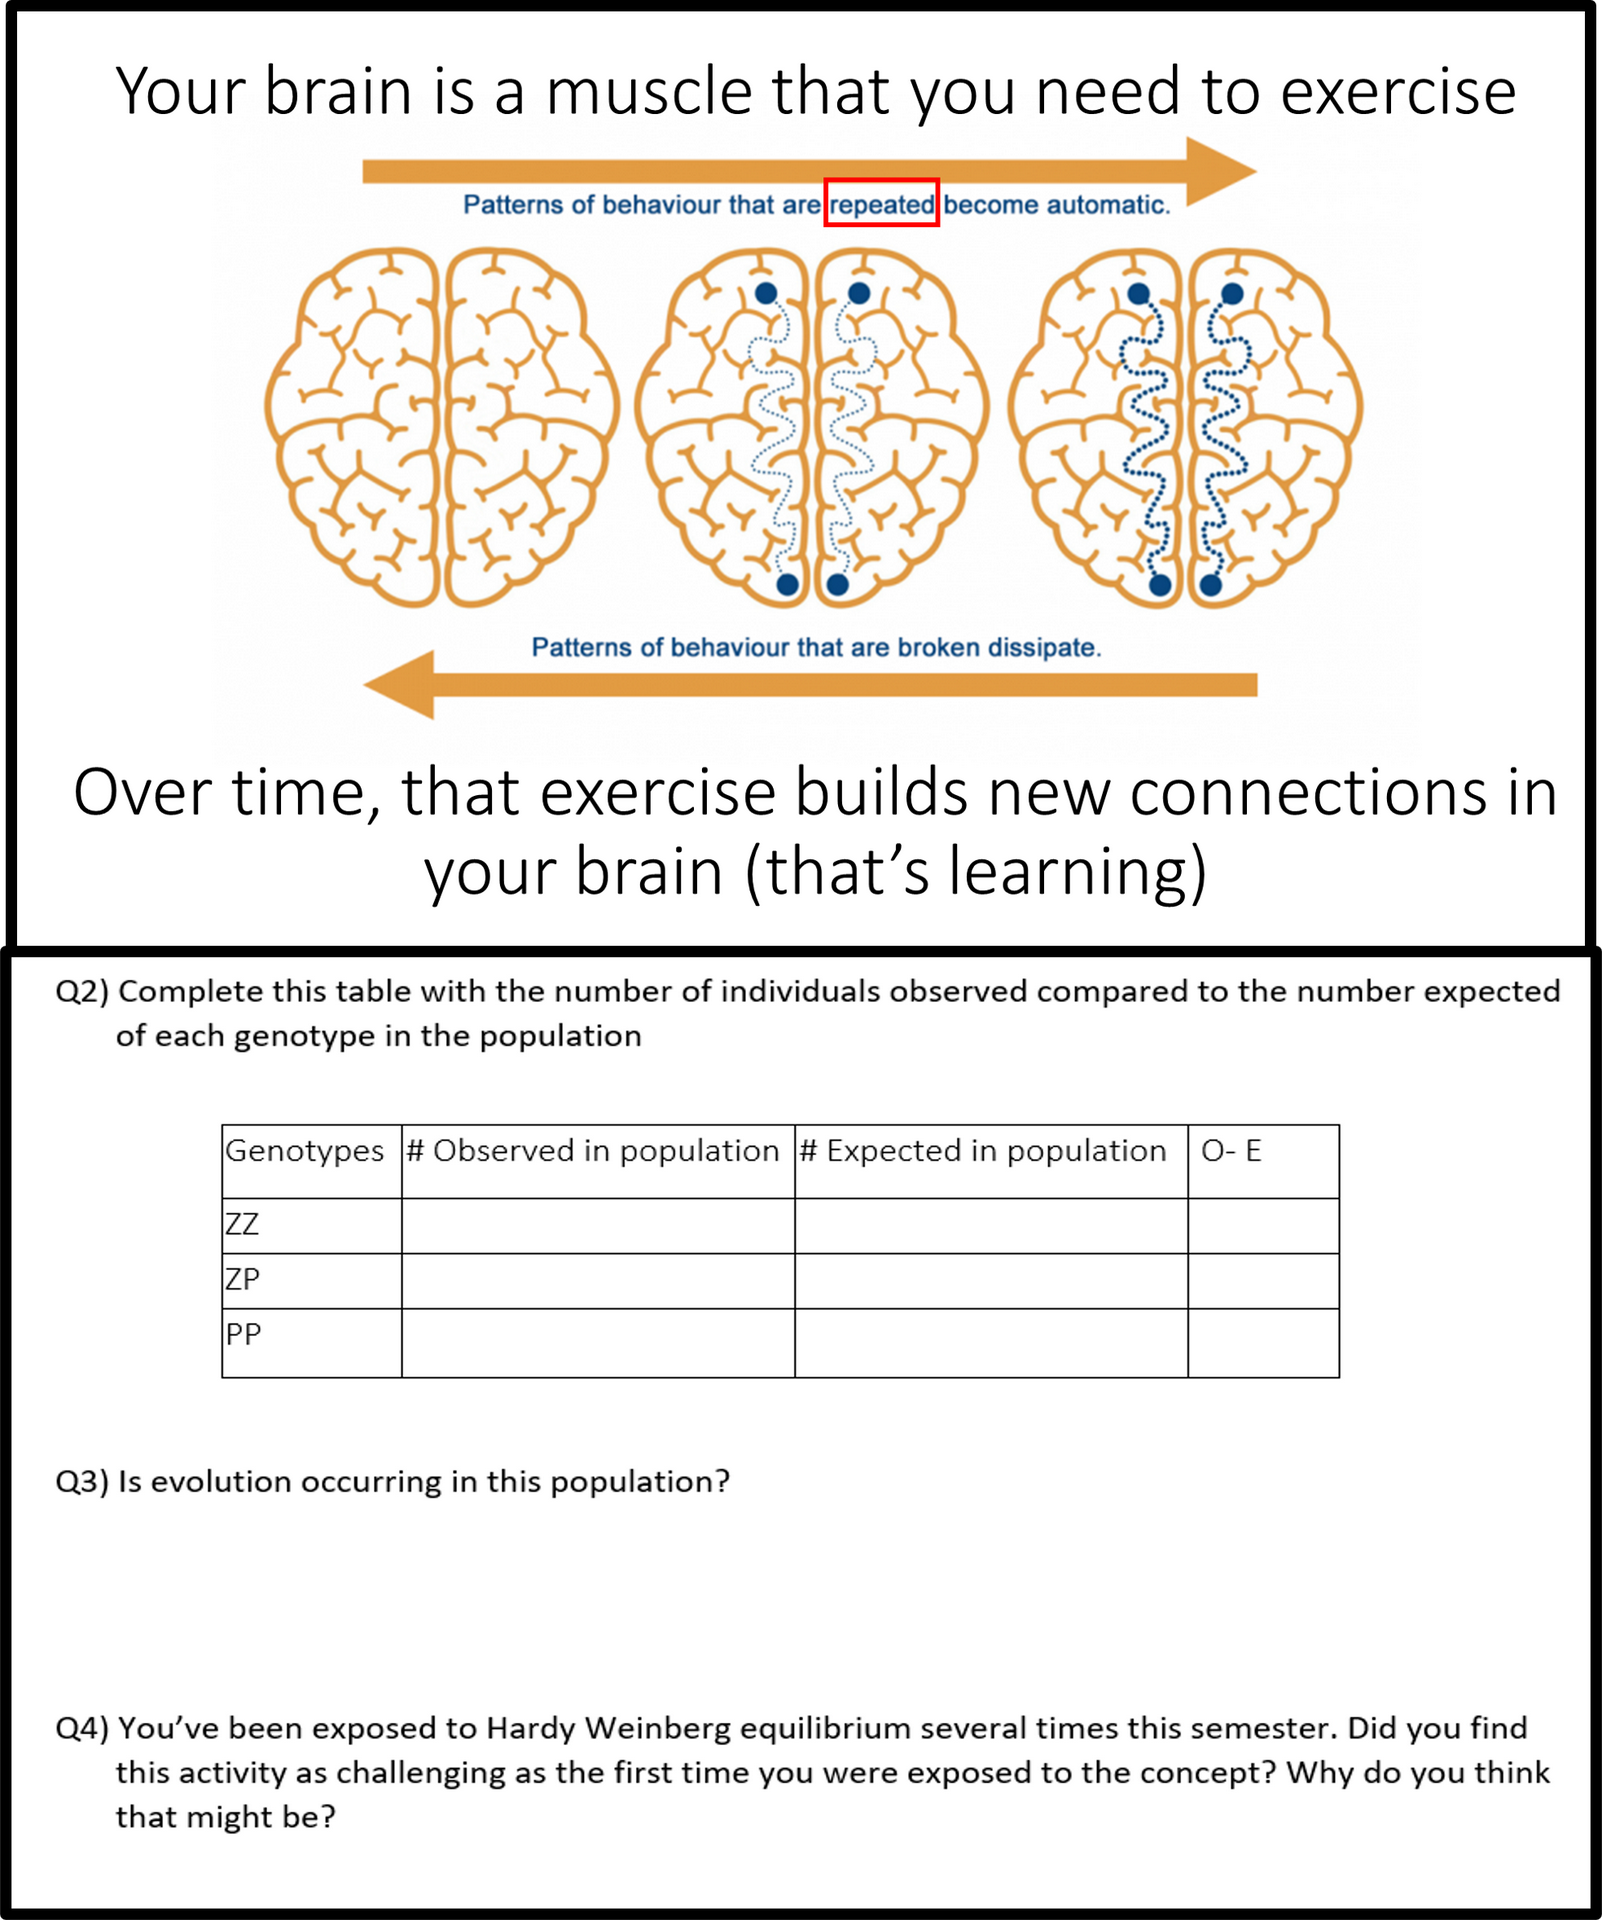 Your brain is a muscle that you need to exercise
Patterns of behaviour that are repeated become automatic.
Patterns of behaviour that are broken dissipate.
Over time, that exercise builds new connections in
your brain (that’s learning)
Q2) Complete this table with the number of individuals observed compared to the number expected
of each genotype in the population
Genotypes # Observed in population # Expected in population O- E
ZZ
ZP
PP
Q3) Is evolution occurring in this population?
Q4) You’ve been exposed to Hardy Weinberg equilibrium several times this semester. Did you find
this activity as challenging as the first time you were exposed to the concept? Why do you think
that might be?